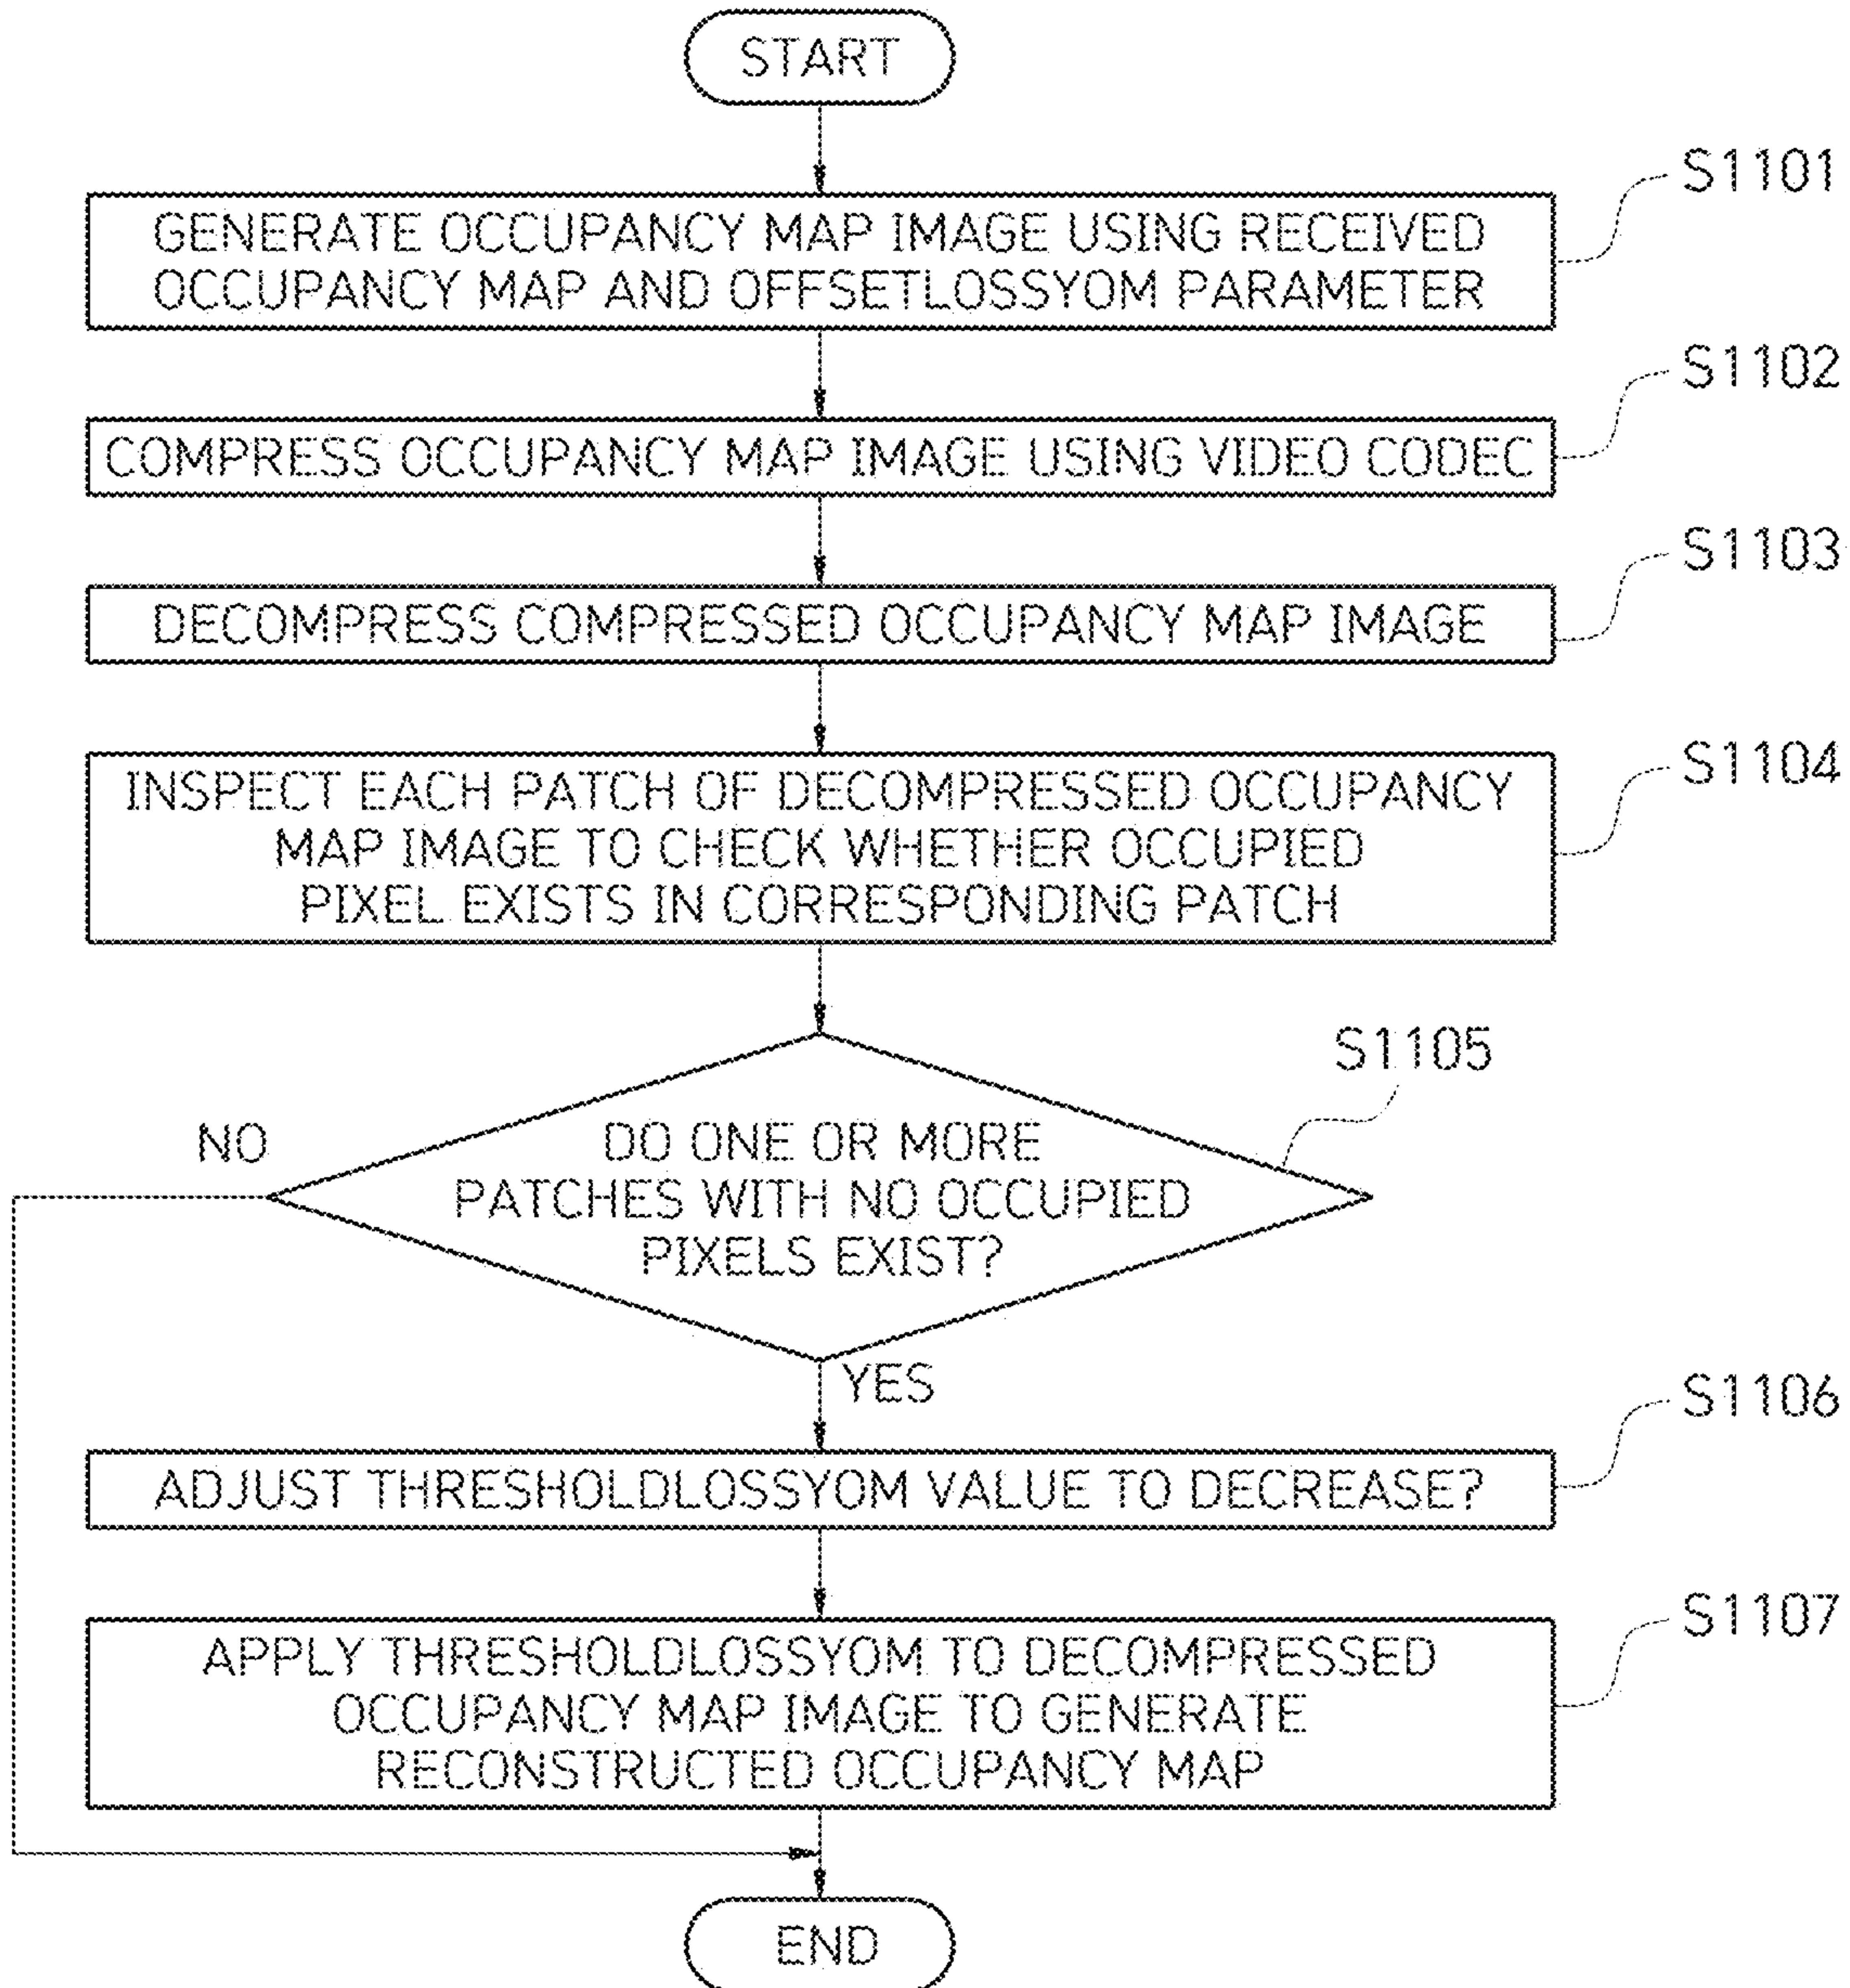 START
S1101
GENERATE OCCUPANCY MAP IMAGE USING RECEIVED
OCCUPANCY MAP AND OFFSETLOSSYOM PARAMETER
S1102
COMPRESS OCCUPANCY MAP IMAGE USING VIDEO CODEC
S1103
DECOMPRESS COMPRESSED OCCUPANCY MAP IMAGE
S1104
INSPECT EACH PATCH OF DECOMPRESSED OCCUPANCY
MAP IMAGE TO CHECK WHETHER OCCUPIED
PIXEL EXISTS IN CORRESPONDING PATCH
S1105
NO
DO ONE OR MORE
PATCHES WITH NO OCCUPIED
PIXELS EXIST?
YES
S1106
ADJUST THRESHOLDLOSSYOM VALUE TO DECREASE?
S1107
APPLY THRESHOLDLOSSYOM TO DECOMPRESSED
OCCUPANCY MAP IMAGE TO GENERATE
RECONSTRUCTED OCCUPANCY MAP
END